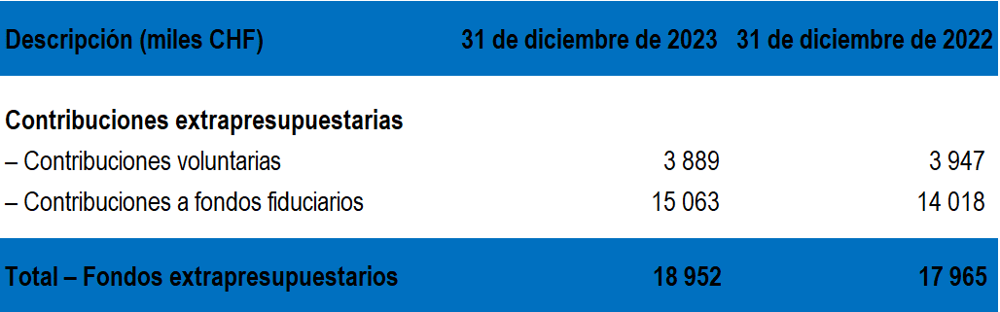 Descripción (miles CHF) 31 de diciembre de 2023 31 de diciembre de 2022
Contribuciones extrapresupuestarias
– Contribuciones voluntarias 3 889 3 947
– Contribuciones a fondos fiduciarios 15 063 14 018
Total – Fondos extrapresupuestarios 18 952 17 965